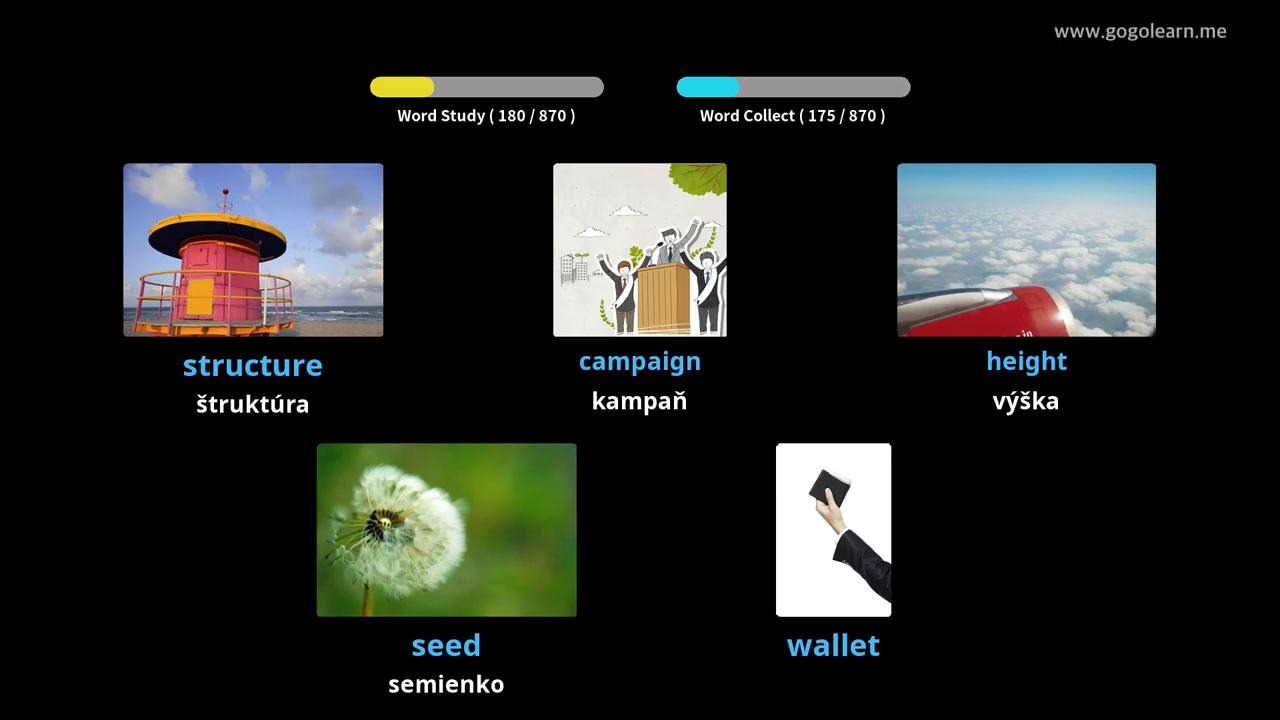 www.gogolearn.me
Word Study ( 180 / 870 )
Word Collect ( 175 / 870 )
structure
štruktúra
campaign
kampaň
height
výška
seed
semienko
wallet